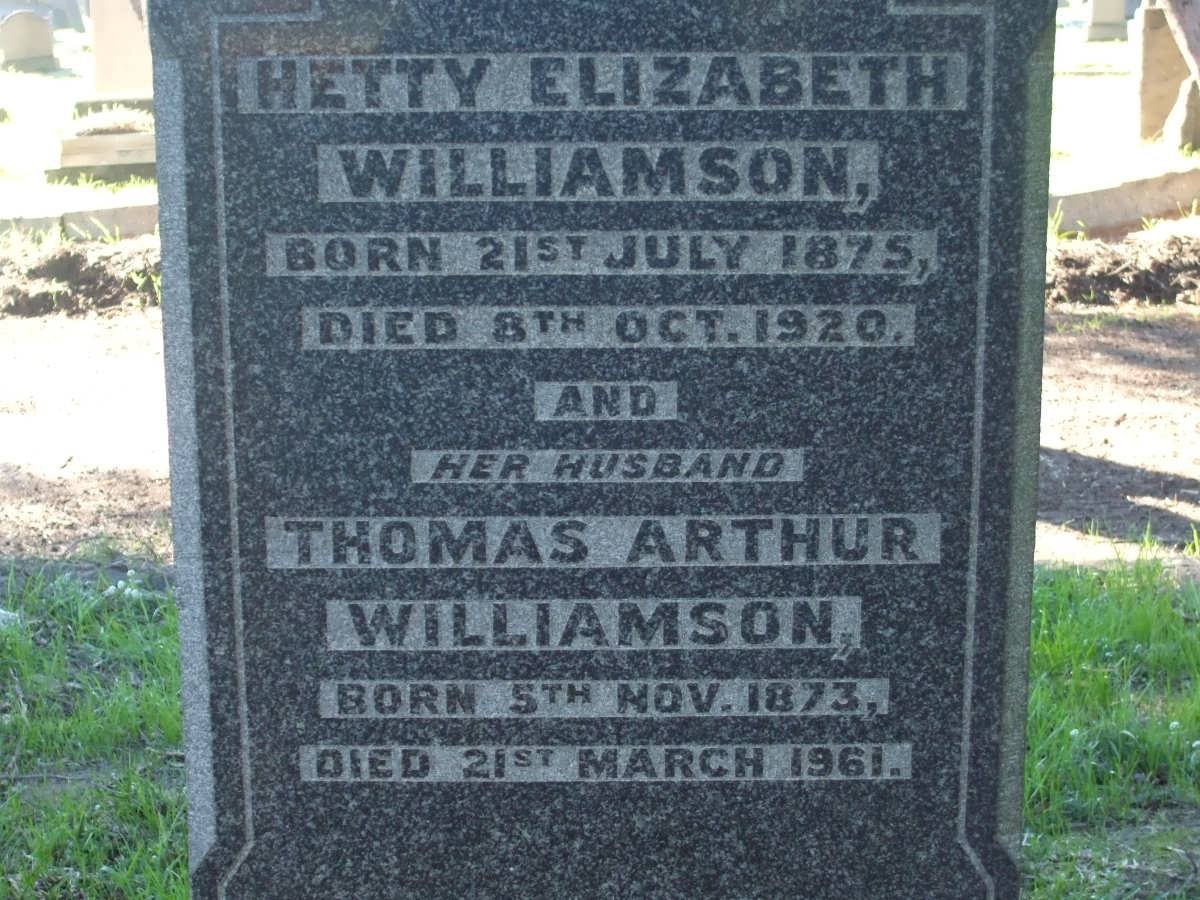 HETTY ELIZABETH
WILLIAMSON,
BORN 21ST JULY 1875,
DIED 8TH OCT. 1920.
AND
HER HUSBAND
THOMAS ARTHUR
WILLIAMSON,
BORN 5TH NOV. 1873,
DIED 21ST MARCH 1961.